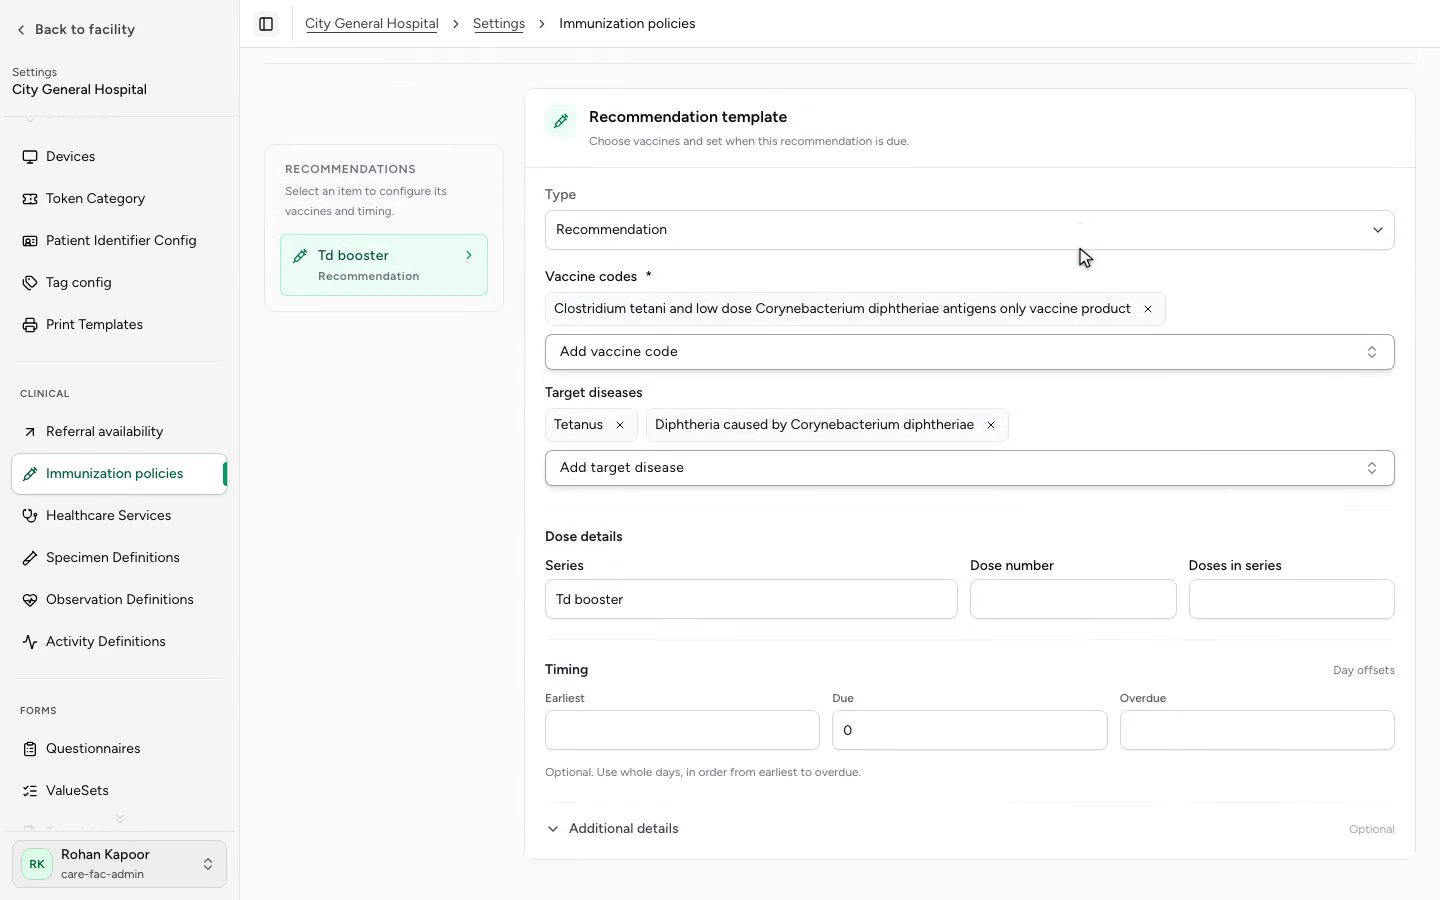 Back to facility
Settings
City General Hospital
Devices
Token Category
Patient Identifier Config
Tag config
Print Templates
CLINICAL
Referral availability
Immunization policies
Healthcare Services
Specimen Definitions
Observation Definitions
Activity Definitions
FORMS
Questionnaires
ValueSets
RK
Rohan Kapoor
care-fac-admin
City General Hospital
Settings
Immunization policies
RECOMMENDATIONS
Select an item to configure its
vaccines and timing.
Td booster
Recommendation
Recommendation template
Choose vaccines and set when this recommendation is due.
Type
Recommendation
Vaccine codes *
Clostridium tetani and low dose Corynebacterium diphtheriae antigens only vaccine product
Add vaccine code
Target diseases
Tetanus
Diphtheria caused by Corynebacterium diphtheriae
Add target disease
Dose details
Series
Dose number
Doses in series
Td booster
Timing
Day offsets
Earliest
Due
Overdue
0
Optional. Use whole days, in order from earliest to overdue.
Additional details
Optional